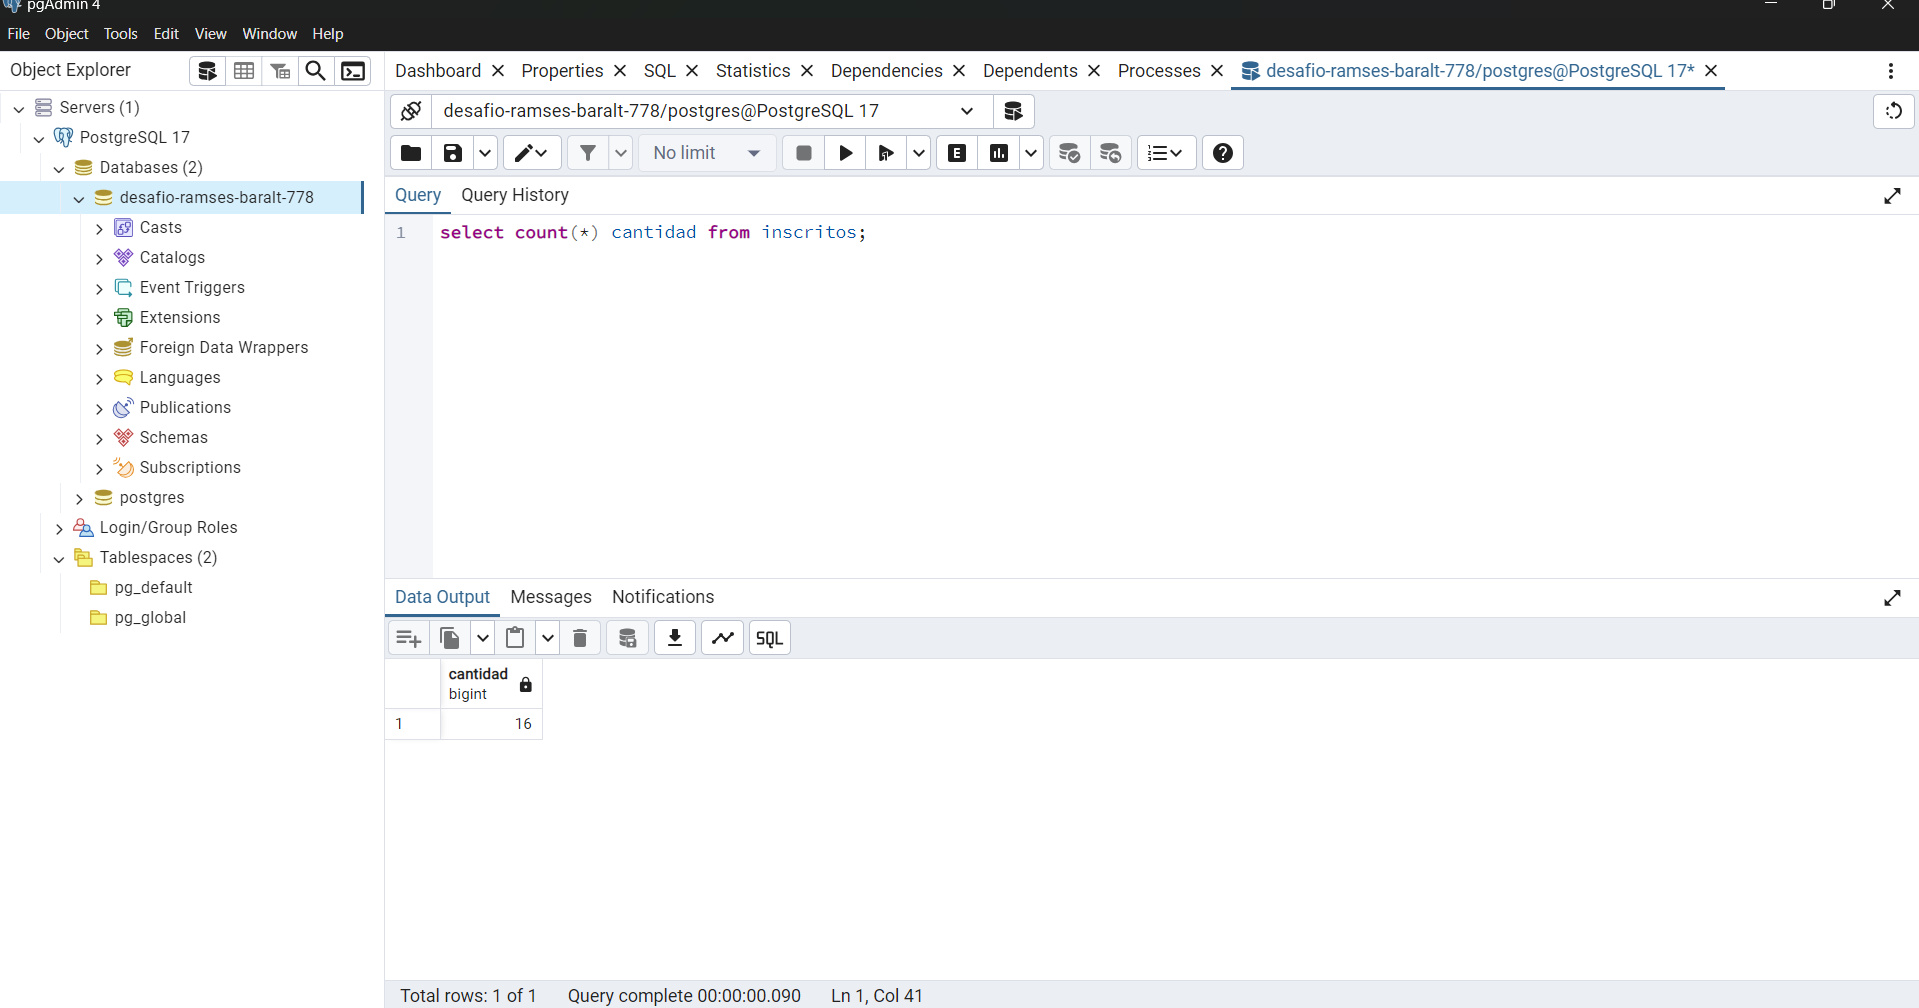 pgAdmin 4
File Object Tools Edit View Window Help
Object Explorer
Dashboard Properties SQL Statistics Dependencies Dependents Processes desafio-ramses-baralt-778/postgres@PostgreSQL 17*
Servers (1)
PostgreSQL 17
Databases (2)
desafio-ramses-baralt-778
Casts
Catalogs
Event Triggers
Extensions
Foreign Data Wrappers
Languages
Publications
Schemas
Subscriptions
postgres
Login/Group Roles
Tablespaces (2)
pg_default
pg_global
desafio-ramses-baralt-778/postgres@PostgreSQL 17
No limit E
Query Query History
1 select count(*) cantidad from inscritos;
Data Output Messages Notifications
SQL
cantidad
bigint
1 16
Total rows: 1 of 1 Query complete 00:00:00.090 Ln 1, Col 41